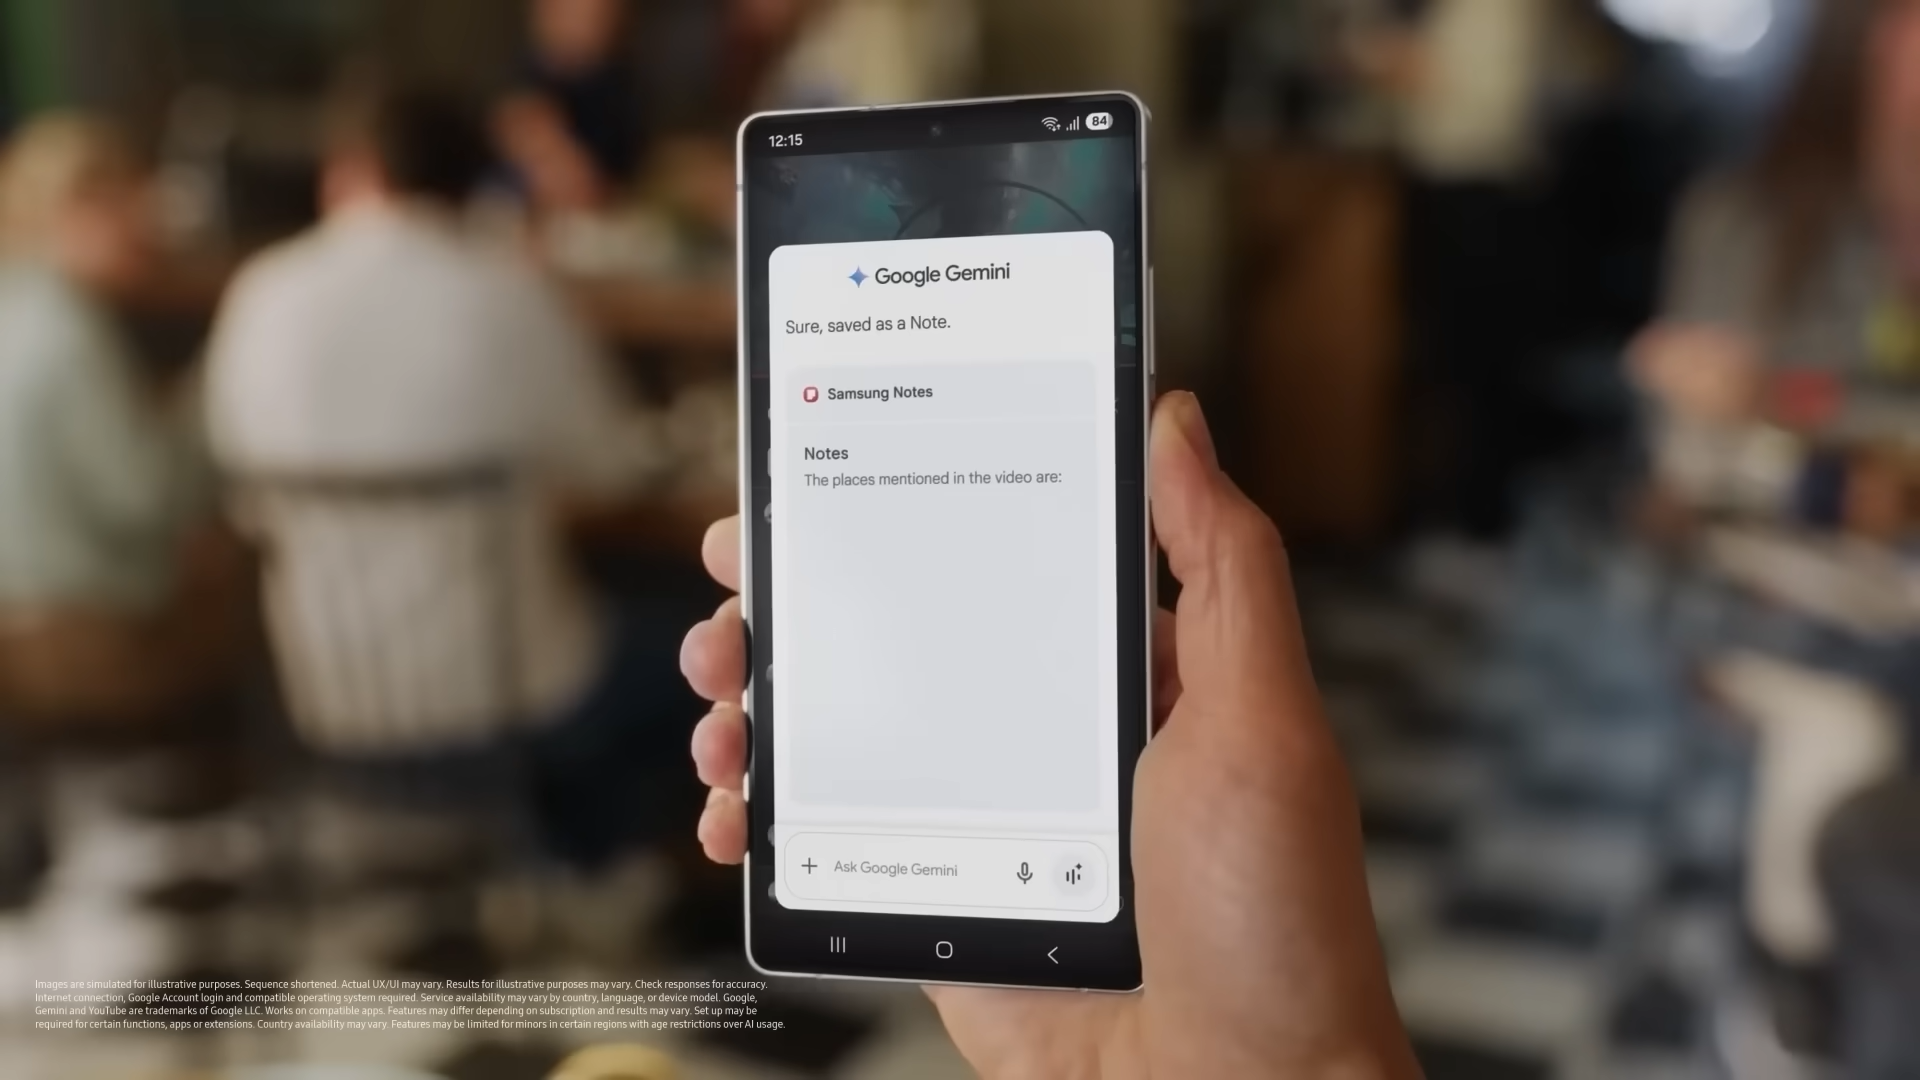 12:15
84
Google Gemini
Sure, saved as a Note.
Samsung Notes
Notes
The places mentioned in the video are:
Ask Google Gemini
Images are simulated for illustrative purposes. Sequence shortened. Actual UX/UI may vary. Results for illustrative purposes may vary. Check responses for accuracy.
Internet connection, Google Account login and compatible operating system required. Service availability may vary by country, language, or device model. Google,
Gemini and YouTube are trademarks of Google LLC. Works on compatible apps. Features may differ depending on subscription and results may vary. Set up may be
required for certain functions, apps or extensions. Country availability may vary. Features may be limited for minors in certain regions with age restrictions over AI usage.